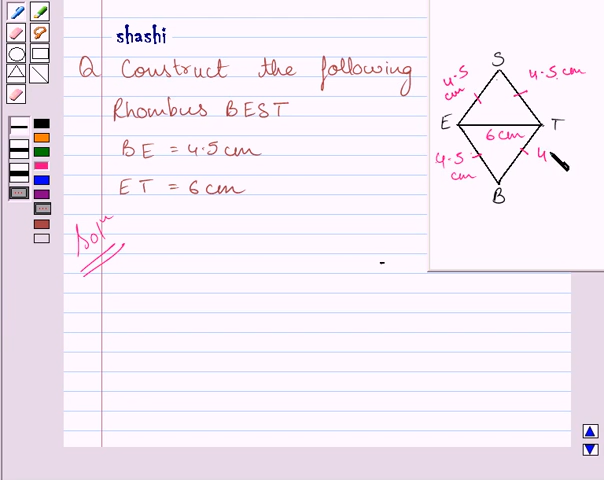 shashi
Q Construct the following
Rhombus BEST
BE = 4.5 cm
ET = 6 cm
Solⁿ
S
4.5 cm
4.5 cm
E
T
6 cm
4.5 cm
4
B